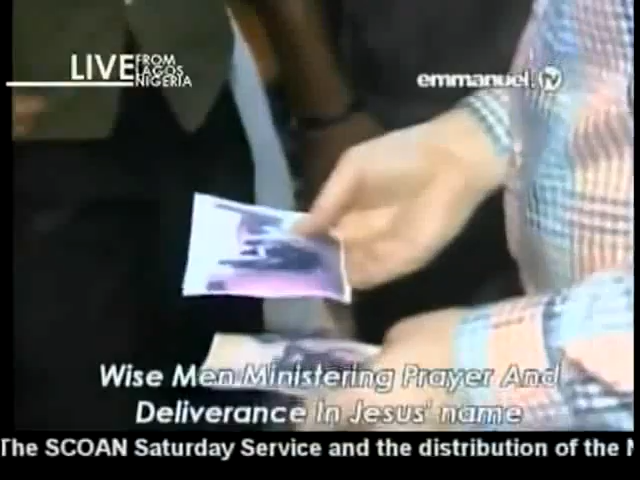 LIVE FROM LAGOS NIGERIA
emmanuel.tv
Wise Men Ministering Prayer And
Deliverance In Jesus' name
The SCOAN Saturday Service and the distribution of the